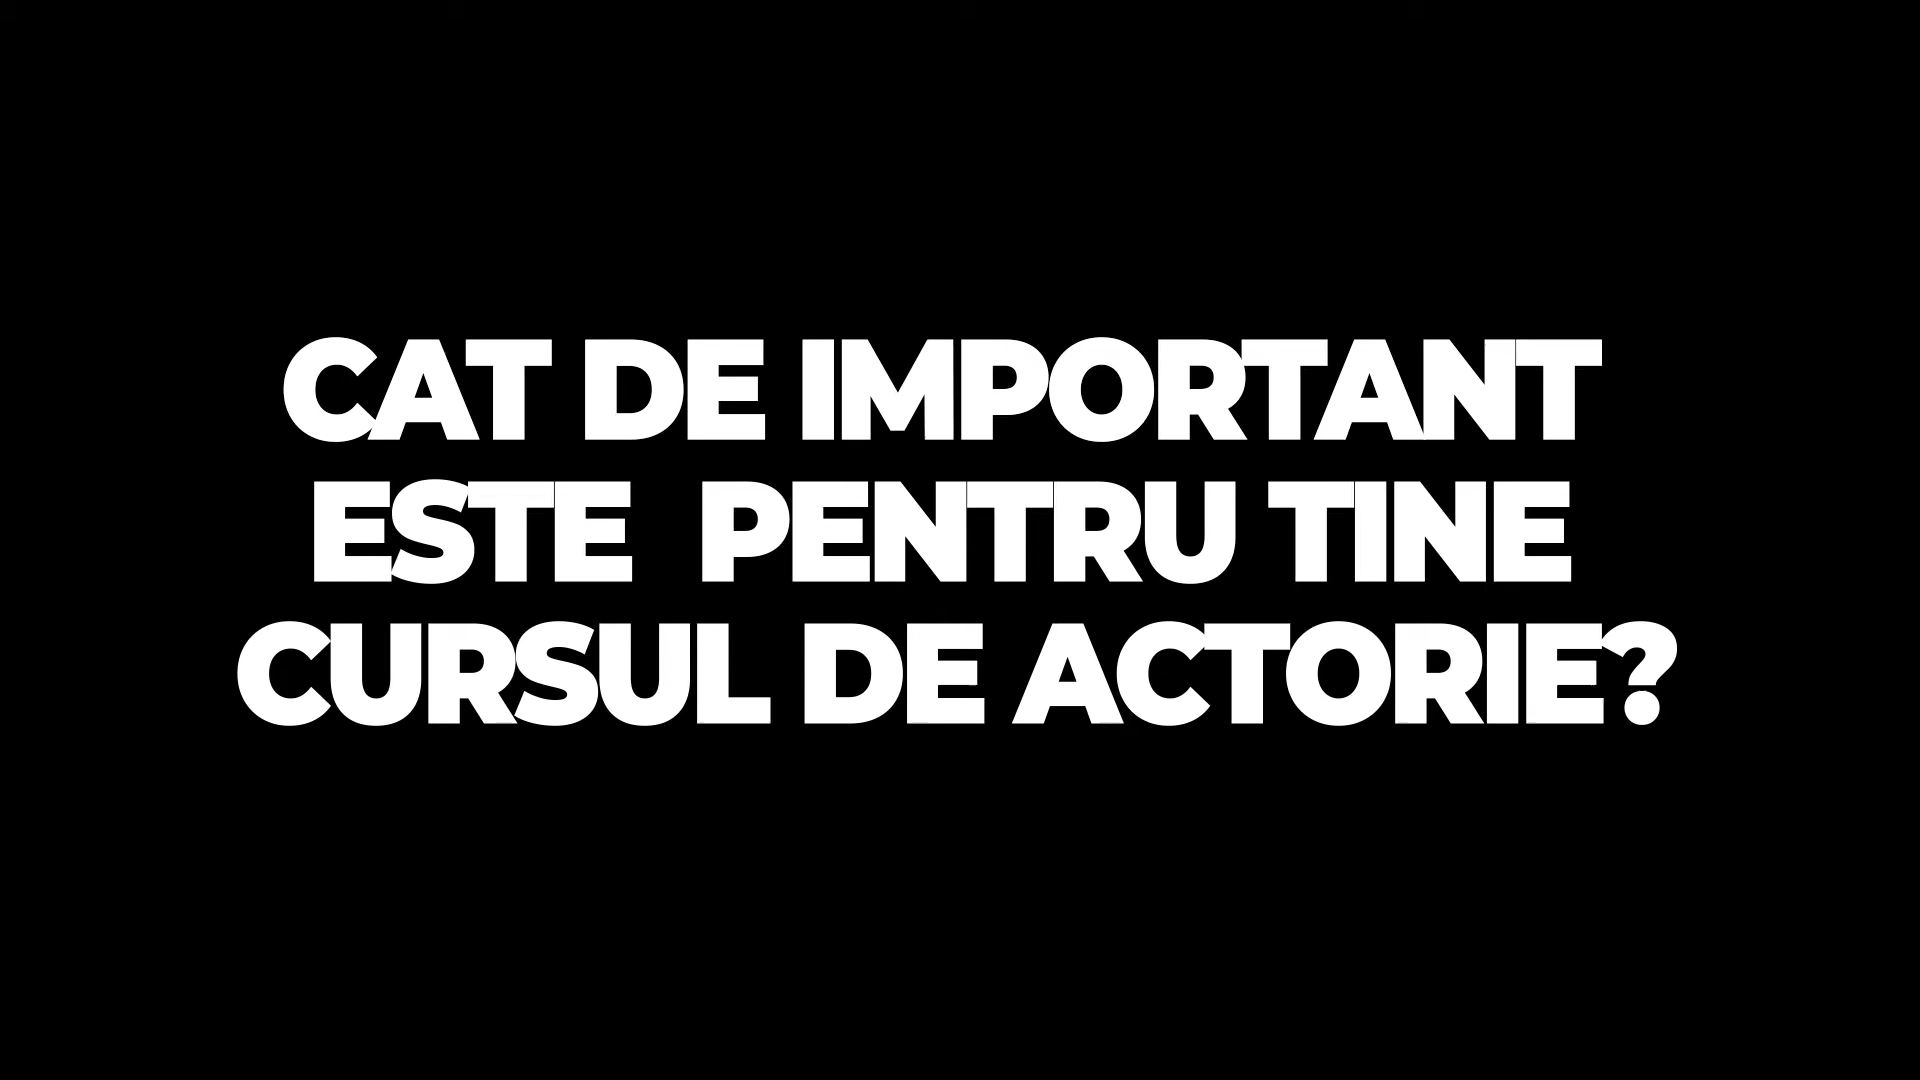 CAT DE IMPORTANT
ESTE  PENTRU TINE
CURSUL DE ACTORIE?